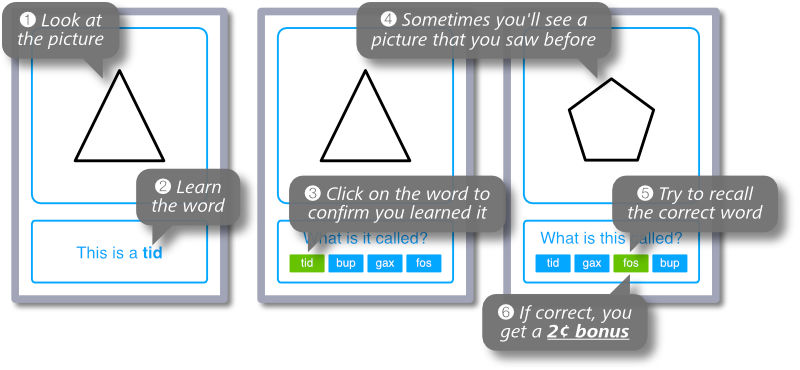 ❶ Look at
the picture
❷ Learn
the word
This is a tid
❸ Click on the word to
confirm you learned it
What is it called?
tid bup gax fos
❹ Sometimes you'll see a
picture that you saw before
❺ Try to recall
the correct word
What is this called?
tid gax fos bup
❻ If correct, you
get a 2¢ bonus